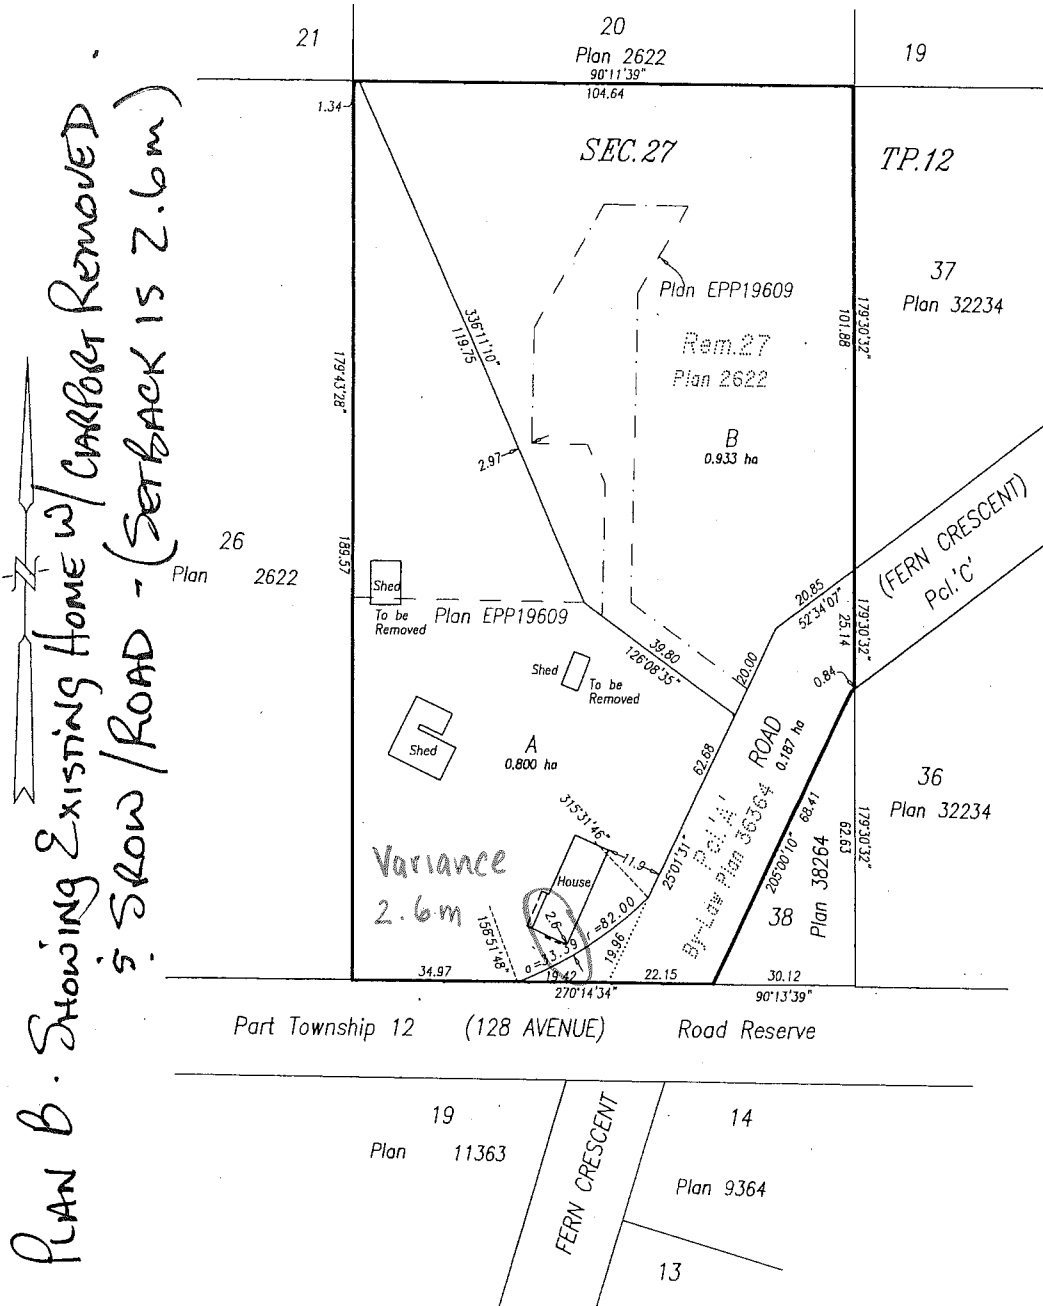 PLAN B. SHOWING EXISTING HOME W/ CARPORT REMOVED.
SROW/ROAD - (SETBACK IS 2.6m)
21
20
Plan 2622
90°11'39"
104.64
19
1.34
SEC.27
TP.12
37
Plan 32234
Plan EPP19609
Rem.27
Plan 2622
179°30'32"
101.88
336°11'10"
119.75
179°43'28"
189.57
B
0.933 ha
2.97
26
Plan 2622
(FERN CRESCENT)
Pcl.'C'
Shed
To be
Removed
Plan EPP19609
20.85
52°34'07"
179°30'32"
25.14
39.80
126°08'35"
20.00
0.84
Shed
To be
Removed
Shed
A
0.800 ha
62.68
ROAD
0.187 ha
36
Plan 32234
315°31'46"
Pcl.'A'
By-Law Plan 36364
205°00'10"
68.41
179°30'32"
62.63
Variance
2.6m
House
11.9
25°01'31"
38
Plan 38264
2.6
156°51'48"
a=33.39
r=82.00
19.96
34.97
19.42
22.15
30.12
270°14'34"
90°13'39"
Part Township 12 (128 AVENUE) Road Reserve
19
Plan 11363
FERN CRESCENT
14
Plan 9364
13